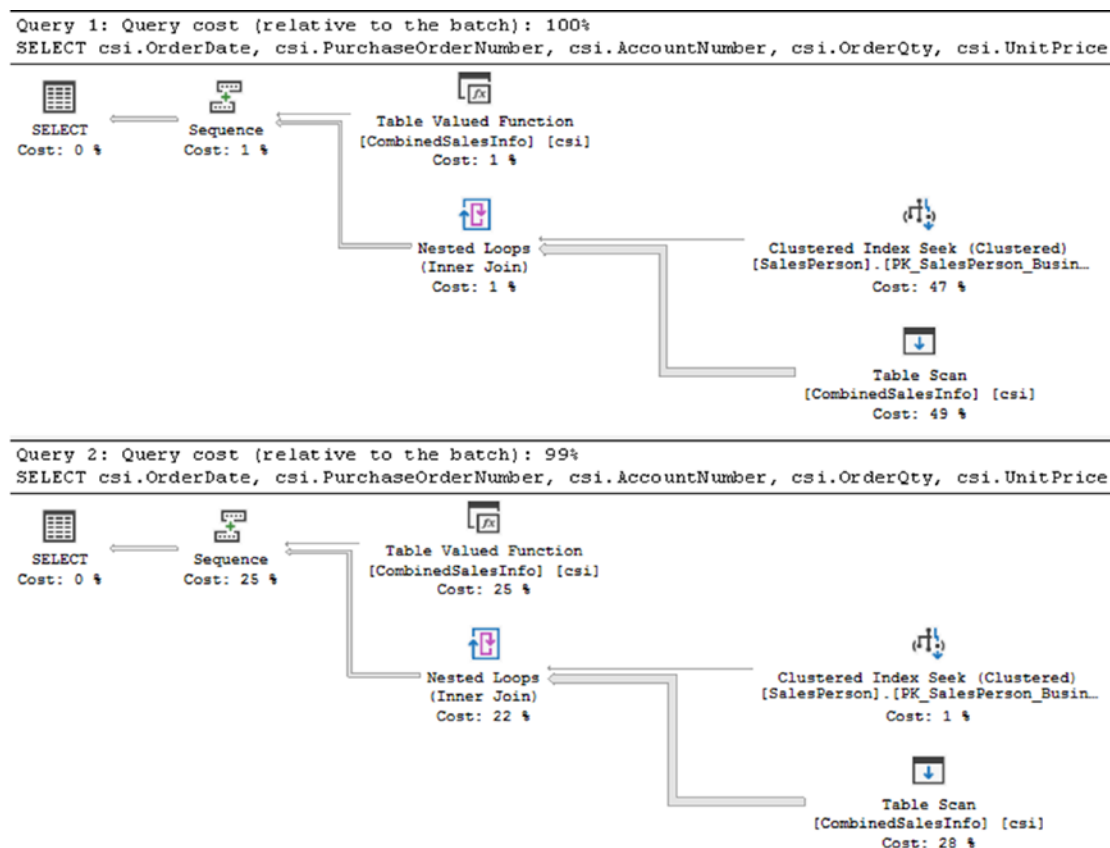 Query 1: Query cost (relative to the batch): 100%
SELECT csi.OrderDate, csi.PurchaseOrderNumber, csi.AccountNumber, csi.OrderQty, csi.UnitPrice
SELECT
Cost: 0 %
Sequence
Cost: 1 %
Table Valued Function
[CombinedSalesInfo] [csi]
Cost: 1 %
Nested Loops
(Inner Join)
Cost: 1 %
Clustered Index Seek (Clustered)
[SalesPerson].[PK_SalesPerson_Busin…
Cost: 47 %
Table Scan
[CombinedSalesInfo] [csi]
Cost: 49 %
Query 2: Query cost (relative to the batch): 99%
SELECT csi.OrderDate, csi.PurchaseOrderNumber, csi.AccountNumber, csi.OrderQty, csi.UnitPrice
SELECT
Cost: 0 %
Sequence
Cost: 25 %
Table Valued Function
[CombinedSalesInfo] [csi]
Cost: 25 %
Nested Loops
(Inner Join)
Cost: 22 %
Clustered Index Seek (Clustered)
[SalesPerson].[PK_SalesPerson_Busin…
Cost: 1 %
Table Scan
[CombinedSalesInfo] [csi]
Cost: 28 %